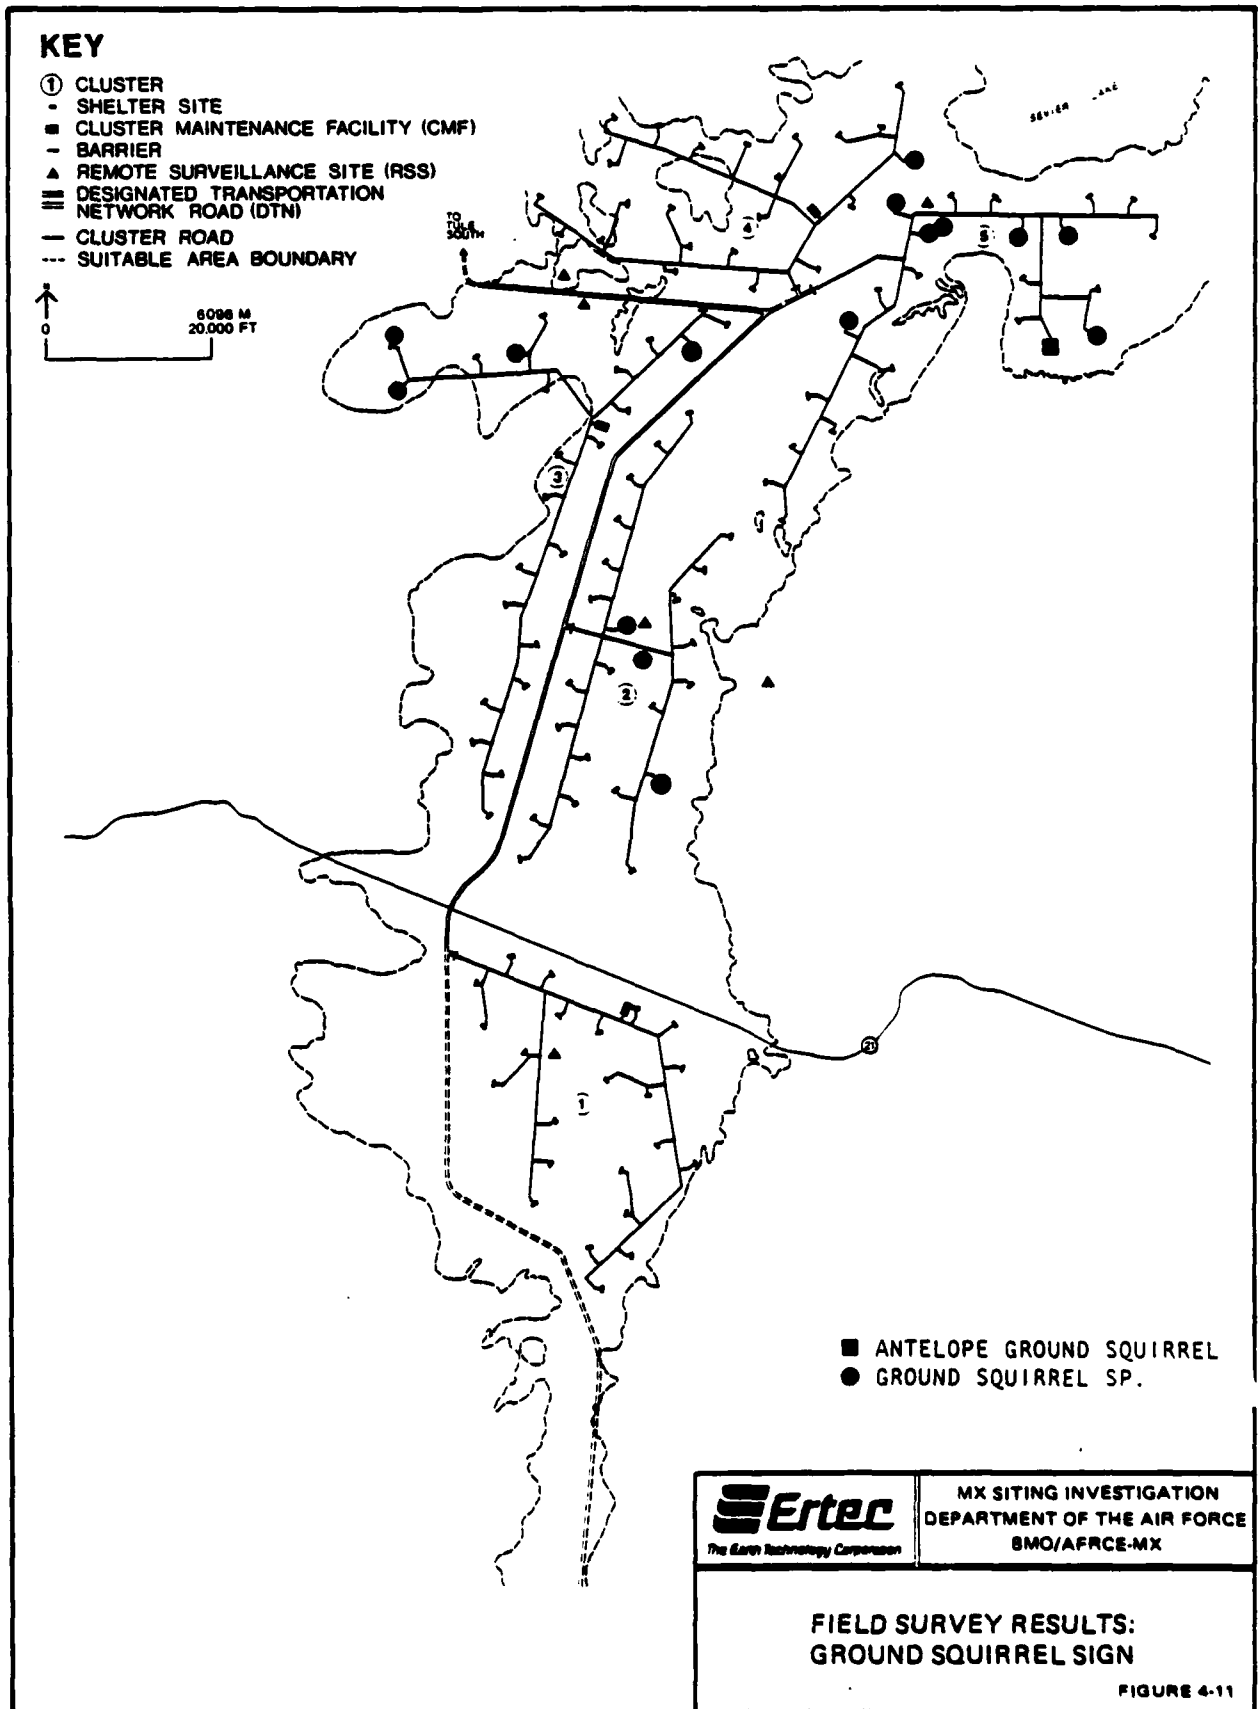 KEY
1 CLUSTER
SHELTER SITE
CLUSTER MAINTENANCE FACILITY (CMF)
BARRIER
REMOTE SURVEILLANCE SITE (RSS)
DESIGNATED TRANSPORTATION
NETWORK ROAD (DTN)
CLUSTER ROAD
SUITABLE AREA BOUNDARY
N
0
6096 M
20,000 FT
SEVIER LAKE
TO
TULE
SOUTH
4
5
3
2
21
1
ANTELOPE GROUND SQUIRREL
GROUND SQUIRREL SP.
Ertec
The Earth Technology Corporation
MX SITING INVESTIGATION
DEPARTMENT OF THE AIR FORCE
BMO/AFRCE-MX
FIELD SURVEY RESULTS:
GROUND SQUIRREL SIGN
FIGURE 4-11